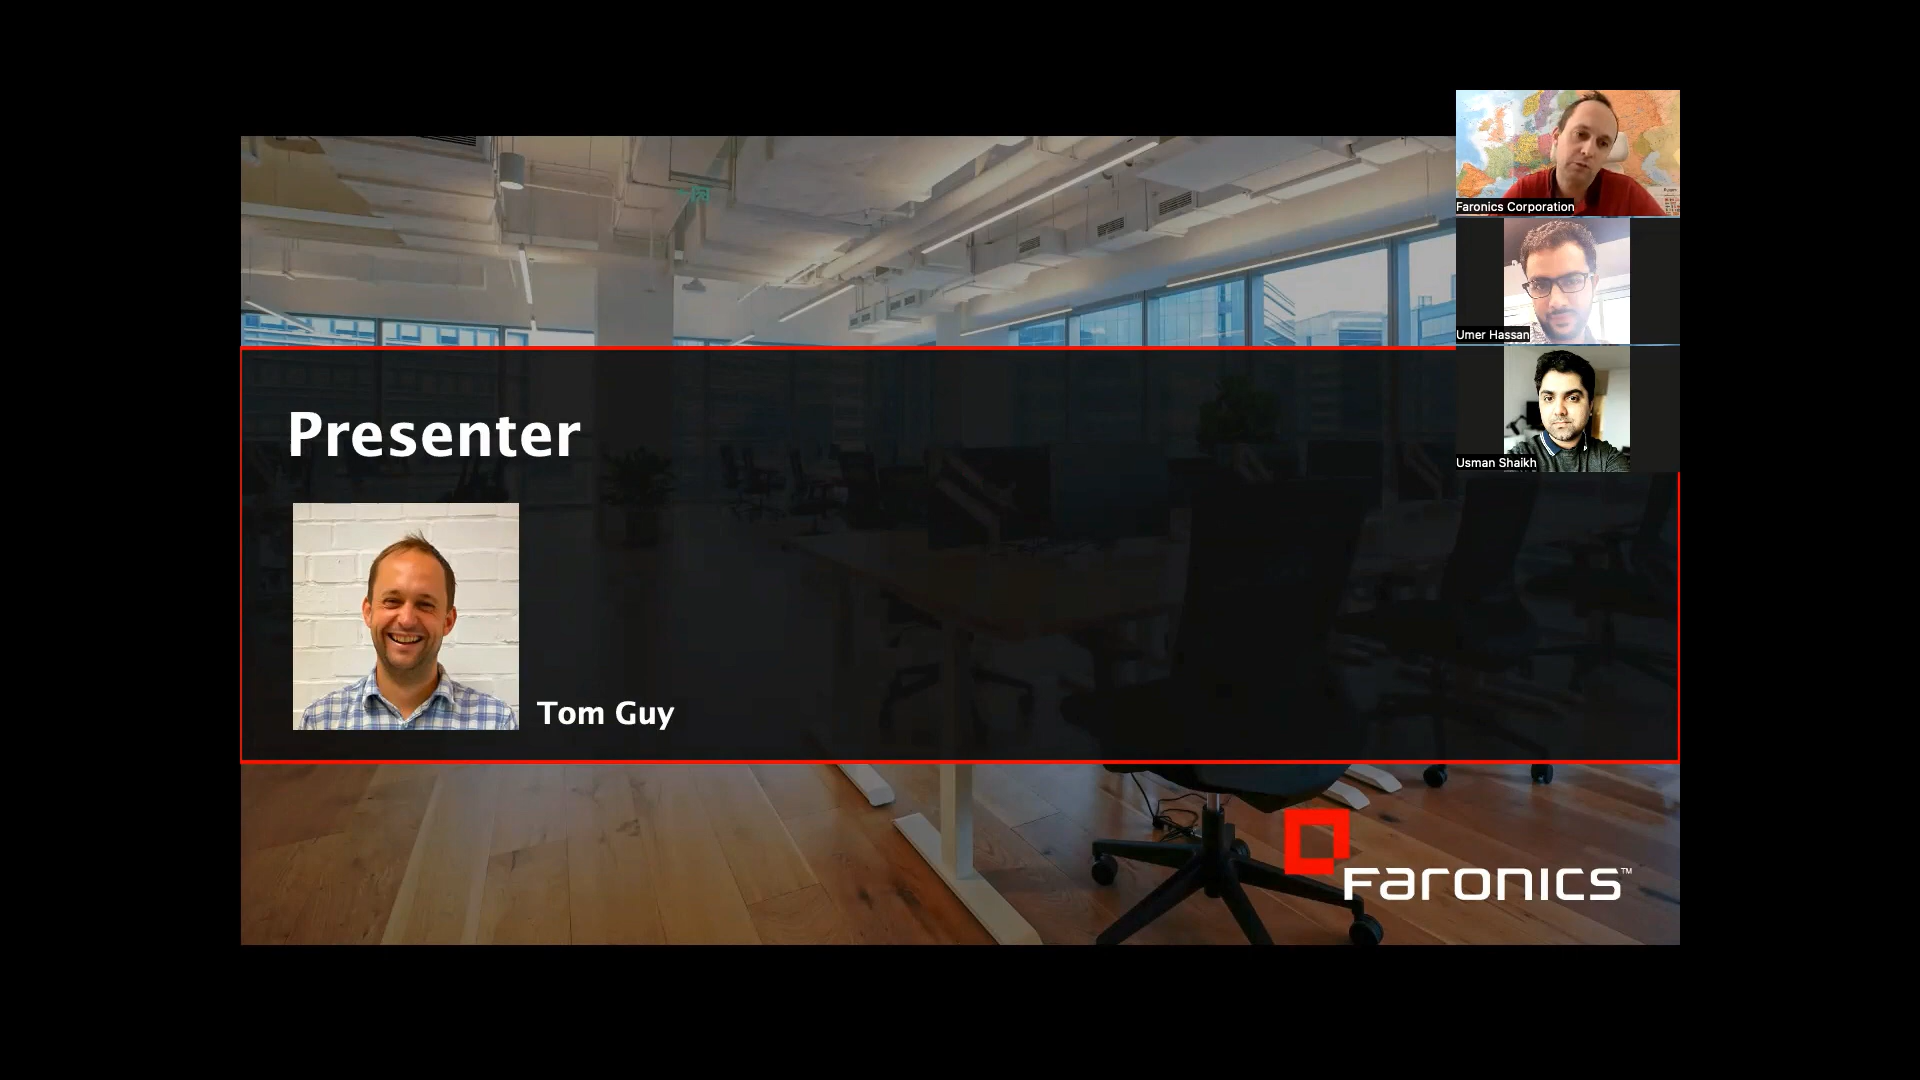 Faronics Corporation
Umer Hassan
Usman Shaikh
Presenter
Tom Guy
FARONICS™